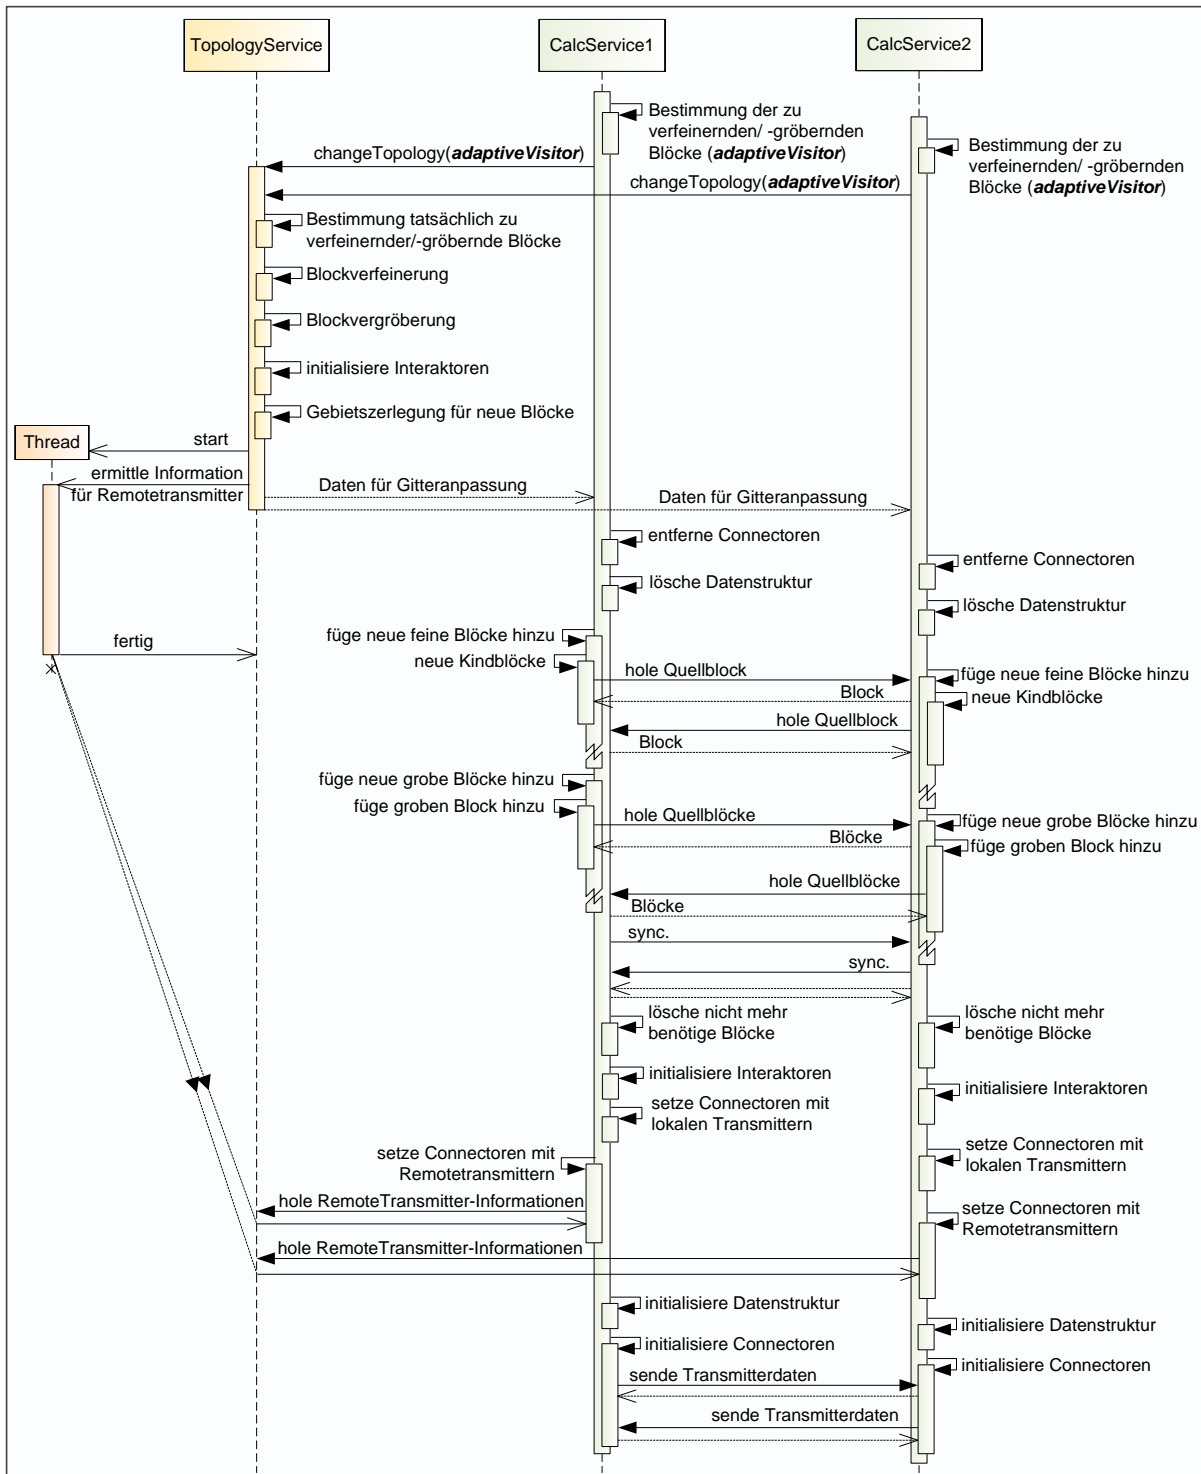 TopologyService
CalcService1
CalcService2
Bestimmung der zu
verfeinernden/ -gröbernden
Blöcke (adaptiveVisitor)
Bestimmung der zu
verfeinernden/ -gröbernden
Blöcke (adaptiveVisitor)
changeTopology(adaptiveVisitor)
changeTopology(adaptiveVisitor)
Bestimmung tatsächlich zu
verfeinernder/-gröbernde Blöcke
Blockverfeinerung
Blockvergröberung
initialisiere Interaktoren
Gebietszerlegung für neue Blöcke
Thread
start
ermittle Information
für Remotetransmitter
Daten für Gitteranpassung
Daten für Gitteranpassung
entferne Connectoren
entferne Connectoren
lösche Datenstruktur
lösche Datenstruktur
fertig
füge neue feine Blöcke hinzu
neue Kindblöcke
hole Quellblock
füge neue feine Blöcke hinzu
Block
neue Kindblöcke
hole Quellblock
Block
füge neue grobe Blöcke hinzu
füge groben Block hinzu
hole Quellblöcke
füge neue grobe Blöcke hinzu
Blöcke
füge groben Block hinzu
hole Quellblöcke
Blöcke
sync.
sync.
lösche nicht mehr
benötige Blöcke
lösche nicht mehr
benötige Blöcke
initialisiere Interaktoren
initialisiere Interaktoren
setze Connectoren mit
lokalen Transmittern
setze Connectoren mit
lokalen Transmittern
setze Connectoren mit
Remotetransmittern
hole RemoteTransmitter-Informationen
setze Connectoren mit
Remotetransmittern
hole RemoteTransmitter-Informationen
initialisiere Datenstruktur
initialisiere Datenstruktur
initialisiere Connectoren
initialisiere Connectoren
sende Transmitterdaten
sende Transmitterdaten